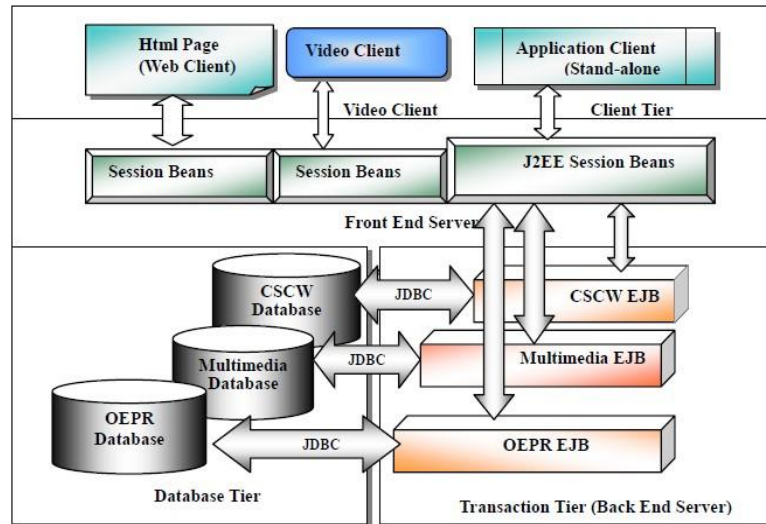 Html Page
(Web Client)
Video Client
Application Client
(Stand-alone
Video Client
Client Tier
Session Beans
Session Beans
J2EE Session Beans
Front End Server
CSCW
Database
JDBC
CSCW EJB
Multimedia
Database
JDBC
Multimedia EJB
OEPR
Database
JDBC
OEPR EJB
Database Tier
Transaction Tier (Back End Server)